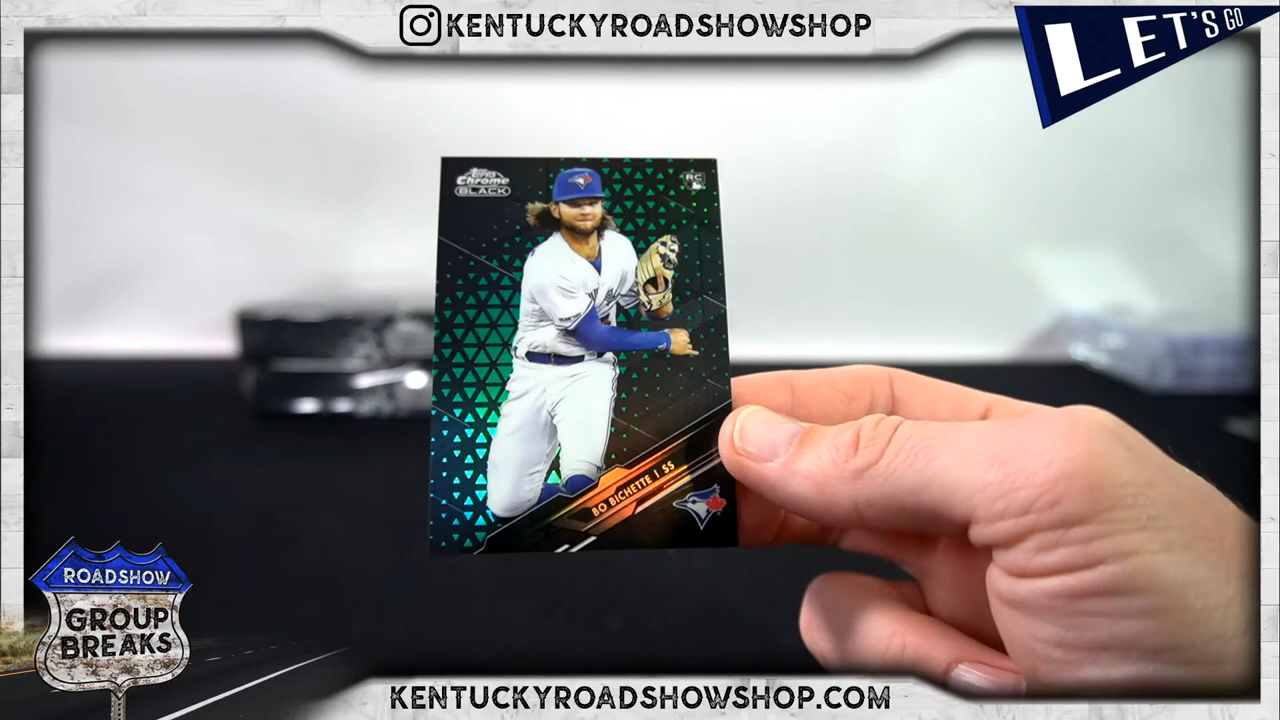 KENTUCKYROADSHOWSHOP
LET'S GO
Topps
Chrome
BLACK
RC
BO BICHETTE | SS
ROADSHOW
GROUP
BREAKS
KENTUCKYROADSHOWSHOP.COM